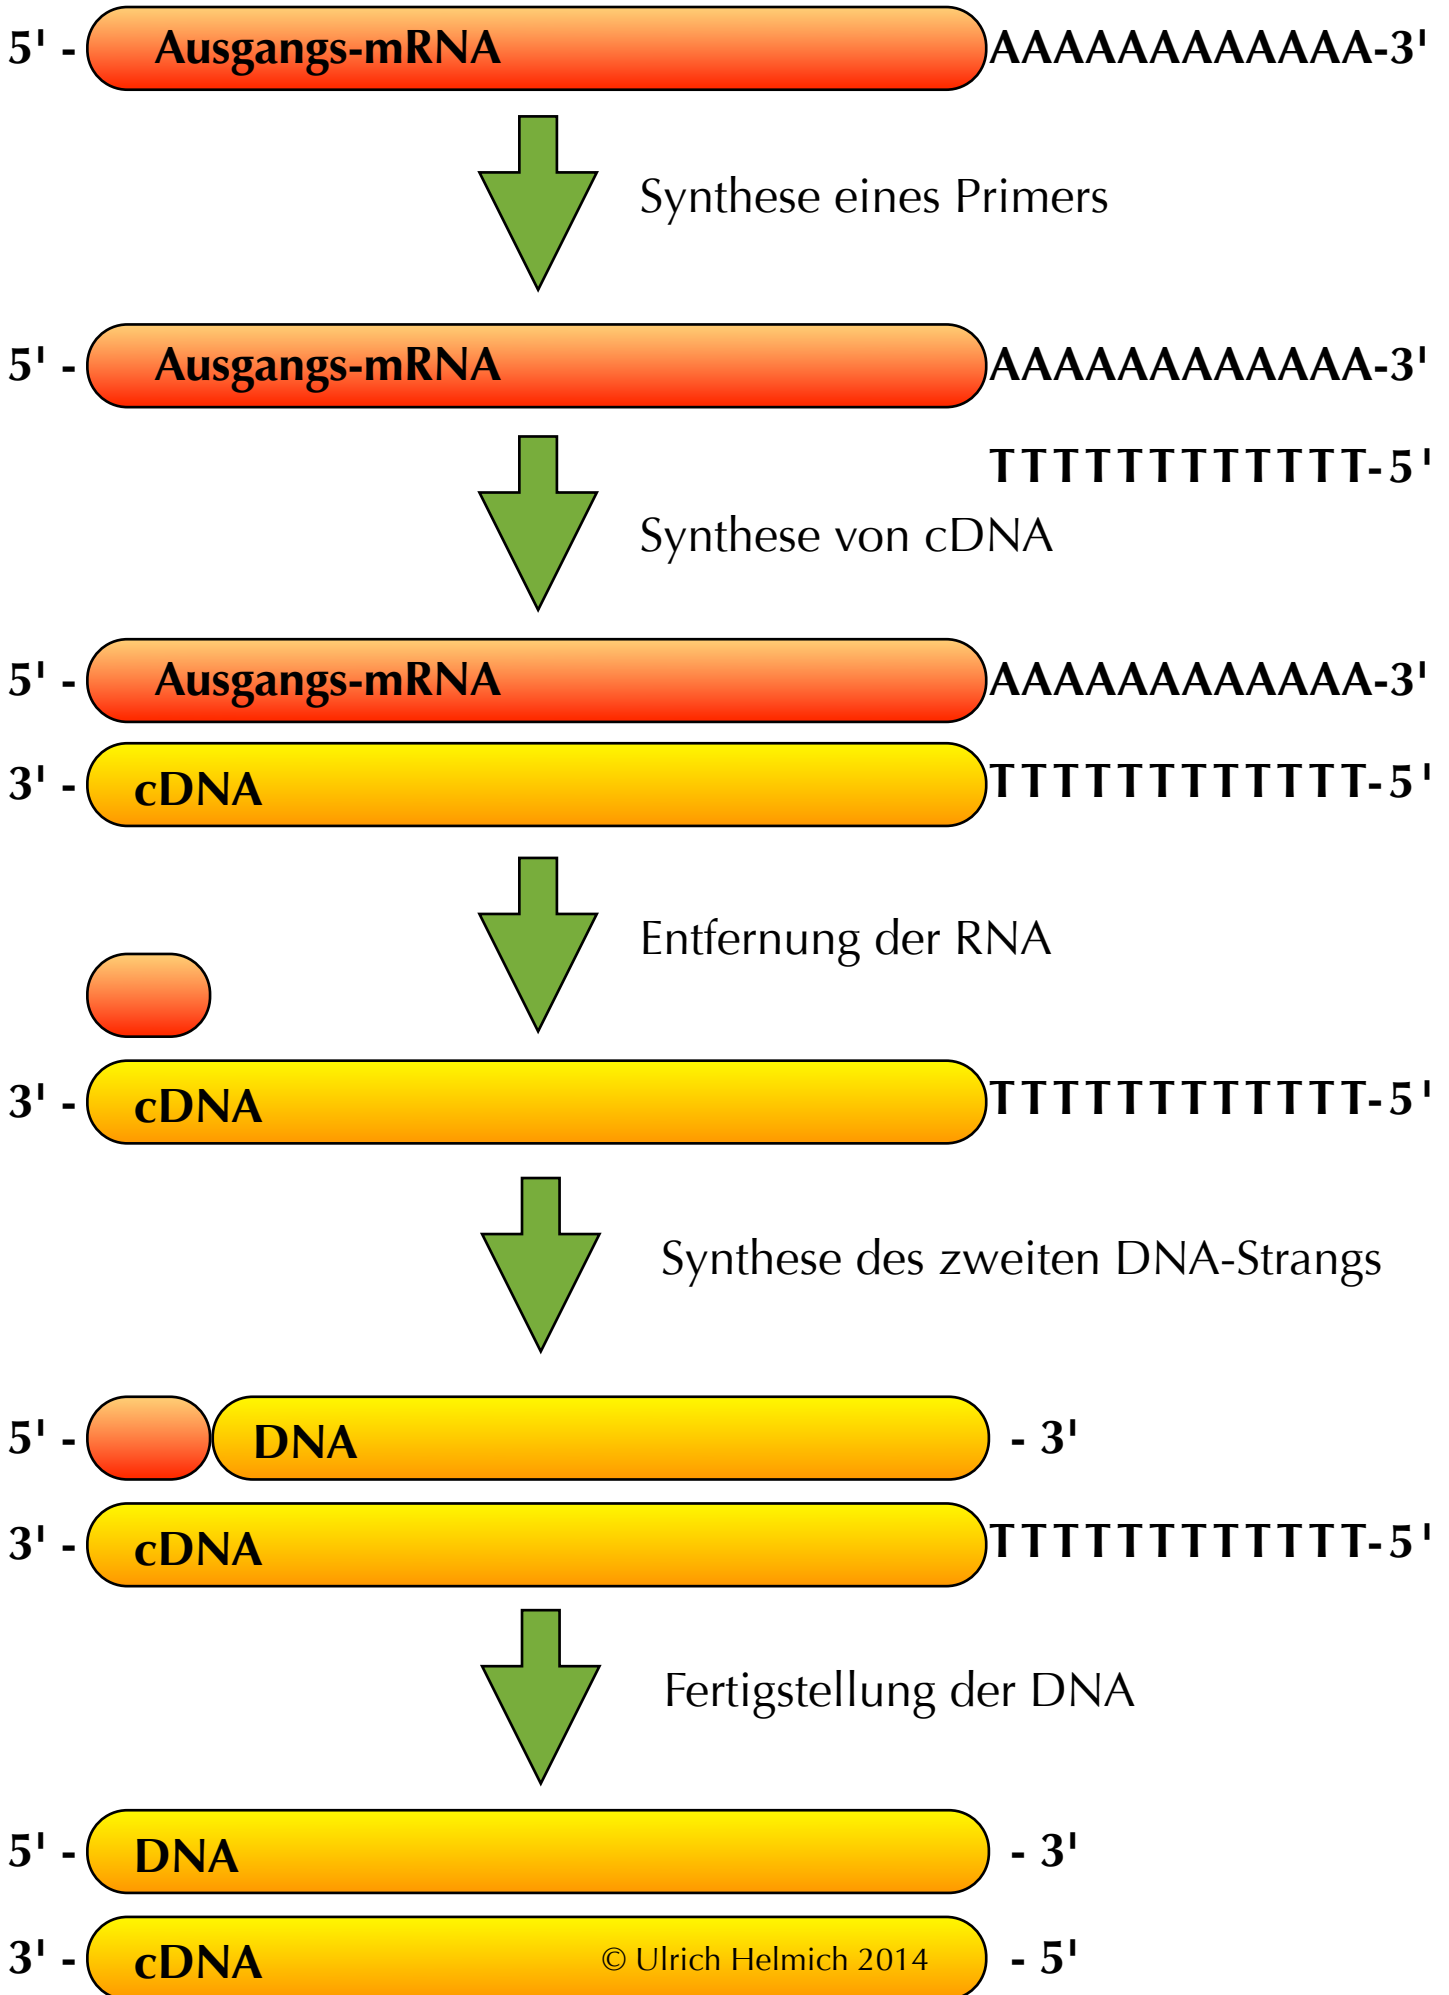 5' - Ausgangs-mRNA AAAAAAAAAAAA-3'
Synthese eines Primers
5' - Ausgangs-mRNA AAAAAAAAAAAA-3'
TTTTTTTTTTTT-5'
Synthese von cDNA
5' - Ausgangs-mRNA AAAAAAAAAAAA-3'
3' - cDNA TTTTTTTTTTTT-5'
Entfernung der RNA
3' - cDNA TTTTTTTTTTTT-5'
Synthese des zweiten DNA-Strangs
5' - DNA - 3'
3' - cDNA TTTTTTTTTTTT-5'
Fertigstellung der DNA
5' - DNA - 3'
3' - cDNA © Ulrich Helmich 2014 - 5'